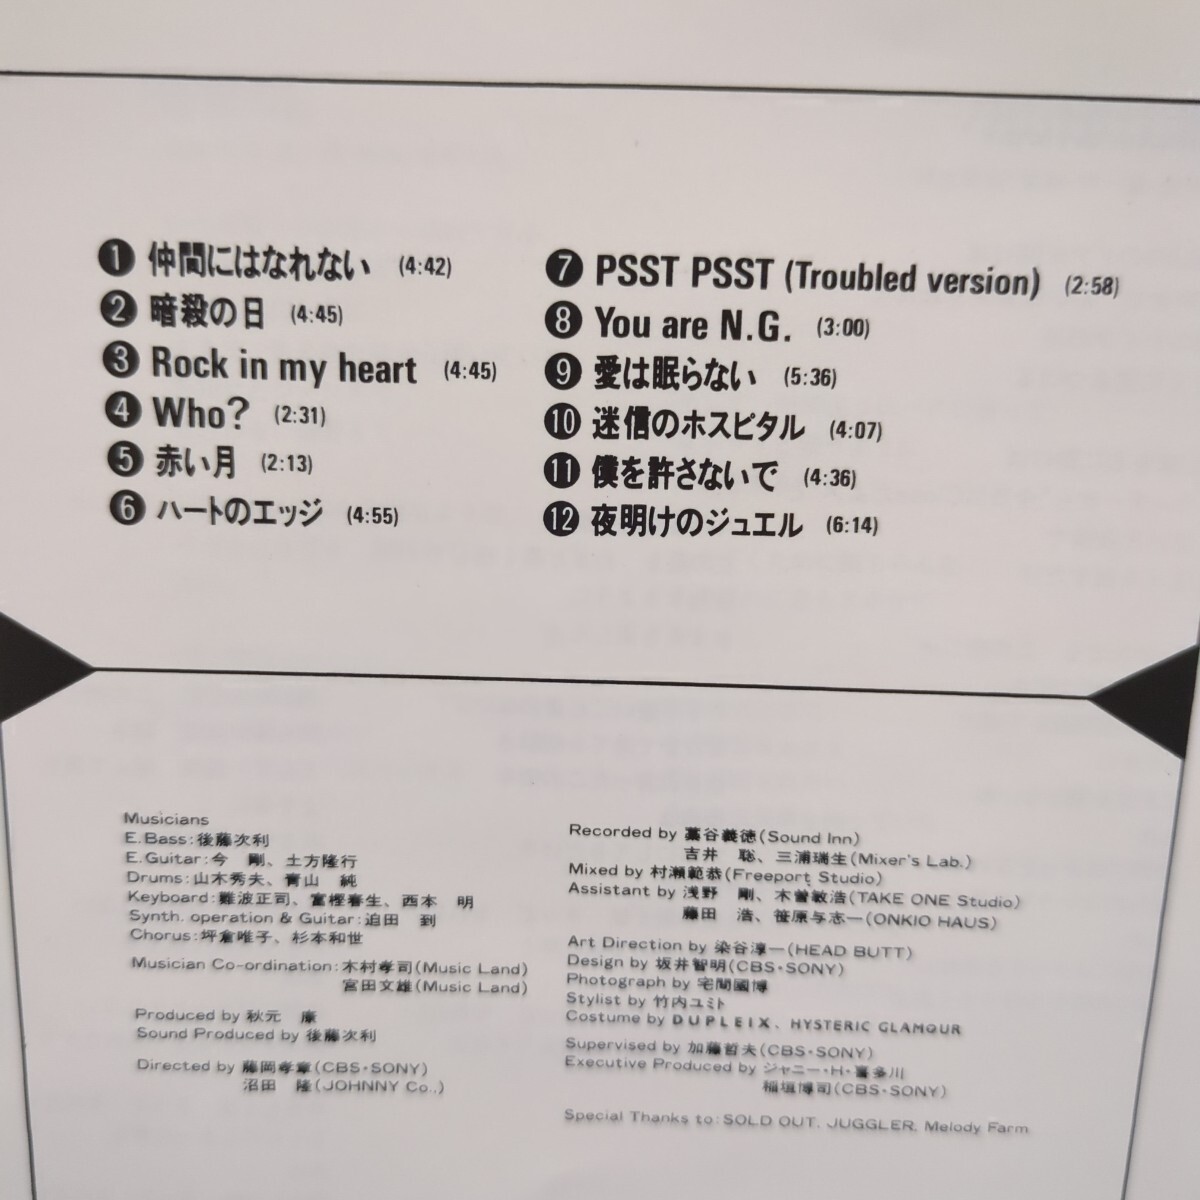 ❶ 仲間にはなれない (4:42)
❷ 暗殺の日 (4:45)
❸ Rock in my heart (4:45)
❹ Who? (2:31)
❺ 赤い月 (2:13)
❻ ハートのエッジ (4:55)
❼ PSST PSST (Troubled version) (2:58)
❽ You are N.G. (3:00)
❾ 愛は眠らない (5:36)
❿ 迷信のホスピタル (4:07)
⓫ 僕を許さないで (4:36)
⓬ 夜明けのジュエル (6:14)
Musicians
E.Bass:後藤次利
E.Guitar:今　剛、土方隆行
Drums:山木秀夫、青山　純
Keyboard:難波正司、富樫春生、西本　明
Synth. operation & Guitar:迫田　到
Chorus:坪倉唯子、杉本和世
Musician Co-ordination:木村孝司(Music Land)
宮田文雄(Music Land)
Produced by 秋元　康
Sound Produced by 後藤次利
Directed by 藤岡孝章(CBS・SONY)
沼田　隆(JOHNNY Co.,)
Recorded by 藁谷義徳(Sound Inn)
吉井　聡、三浦瑞生(Mixer's Lab.)
Mixed by 村瀬範恭(Freeport Studio)
Assistant by 浅野　剛、木曽敏浩(TAKE ONE Studio)
藤田　浩、笹原与志一(ONKIO HAUS)
Art Direction by 染谷淳一(HEAD BUTT)
Design by 坂井智明(CBS・SONY)
Photograph by 宅間國博
Stylist by 竹内ユミト
Costume by DUPLEIX、HYSTERIC GLAMOUR
Supervised by 加藤哲夫(CBS・SONY)
Executive Produced by ジャニー・H・喜多川
稲垣博司(CBS・SONY)
Special Thanks to: SOLD OUT, JUGGLER, Melody Farm